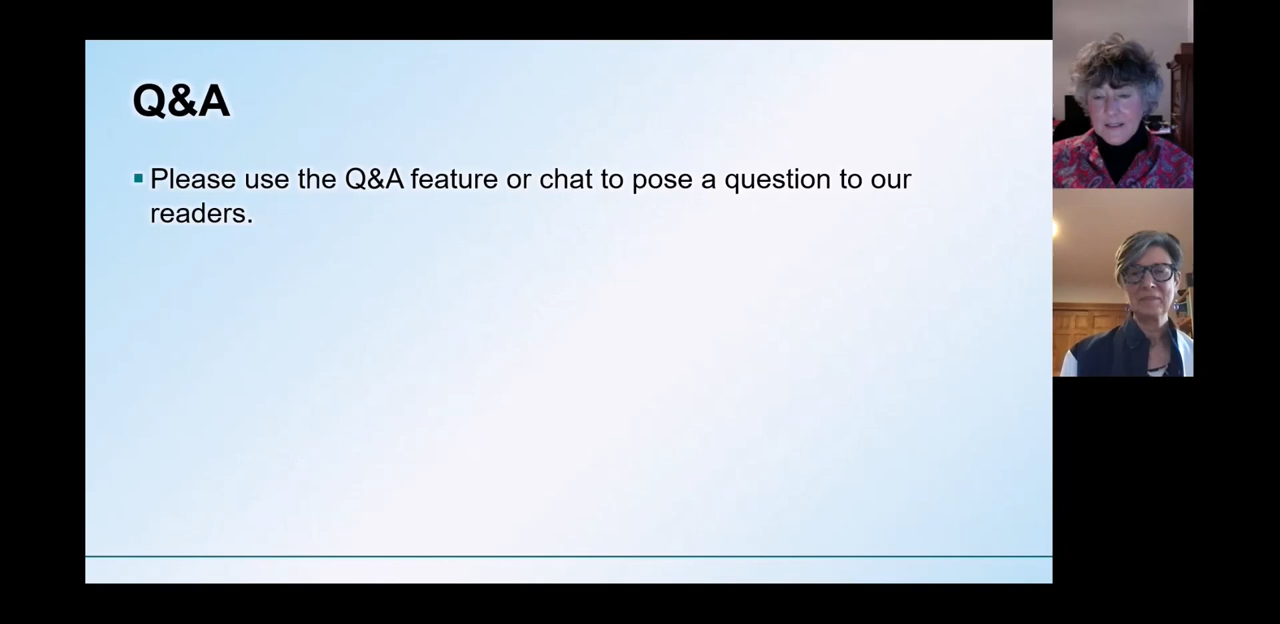 Q&A
Please use the Q&A feature or chat to pose a question to our
readers.